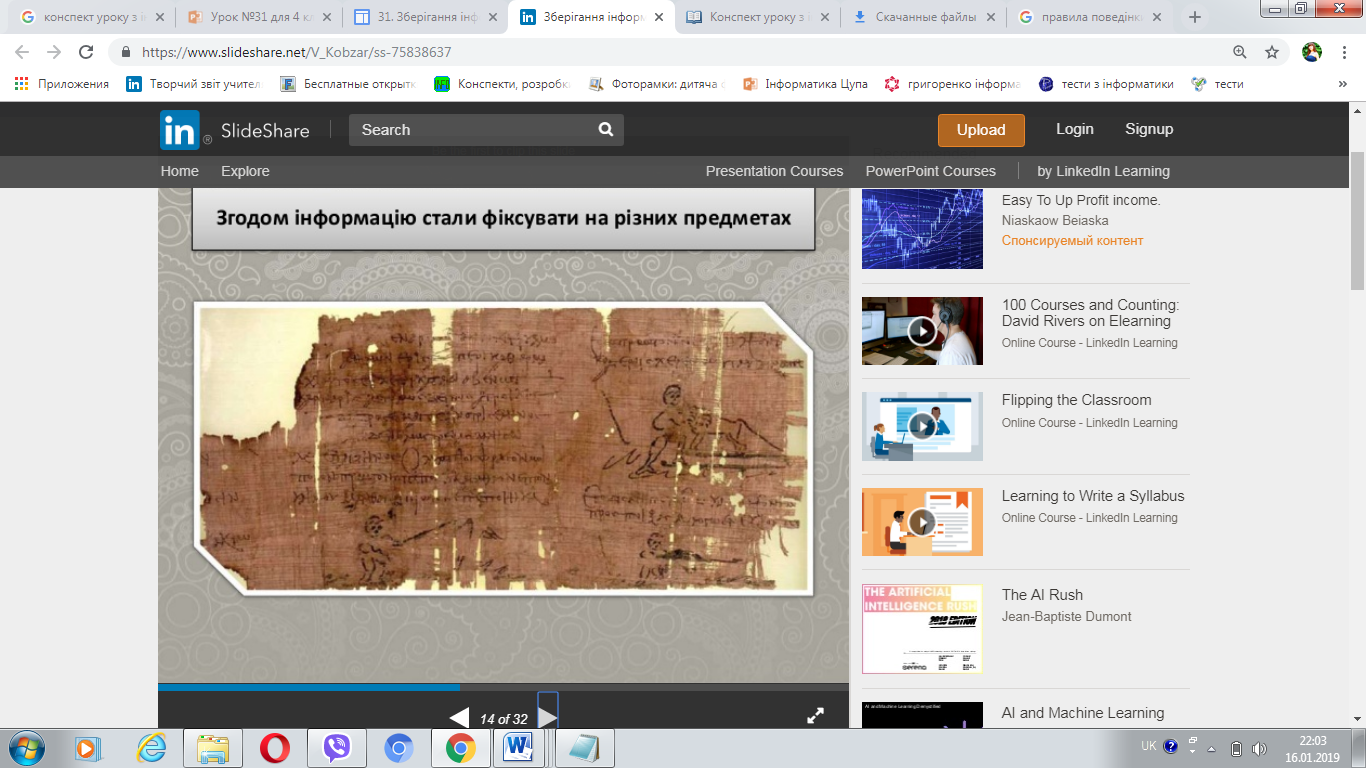 конспект уроку з і
Урок №31 для 4 кл
31. Зберігання інф
Зберігання інформ
Конспект уроку з і
Скачанные файлы
правила поведінк
https://www.slideshare.net/V_Kobzar/ss-75838637
Приложения
Творчий звіт учител
Бесплатные открытк
Конспекти, розробк
Фоторамки: дитяча с
Інформатика Цупа
григоренко інформа
тести з інформатики
тести
in SlideShare
Search
Upload
Login
Signup
Home
Explore
Presentation Courses
PowerPoint Courses
by LinkedIn Learning
Згодом інформацію стали фіксувати на різних предметах
14 of 32
Easy To Up Profit income.
Niaskaow Beiaska
Спонсируемый контент
100 Courses and Counting:
David Rivers on Elearning
Online Course - LinkedIn Learning
Flipping the Classroom
Online Course - LinkedIn Learning
Learning to Write a Syllabus
Online Course - LinkedIn Learning
THE ARTIFICIAL
INTELLIGENCE RUSH
2019 EDITION
The AI Rush
Jean-Baptiste Dumont
AI and Machine Learning
UK
22:03
16.01.2019